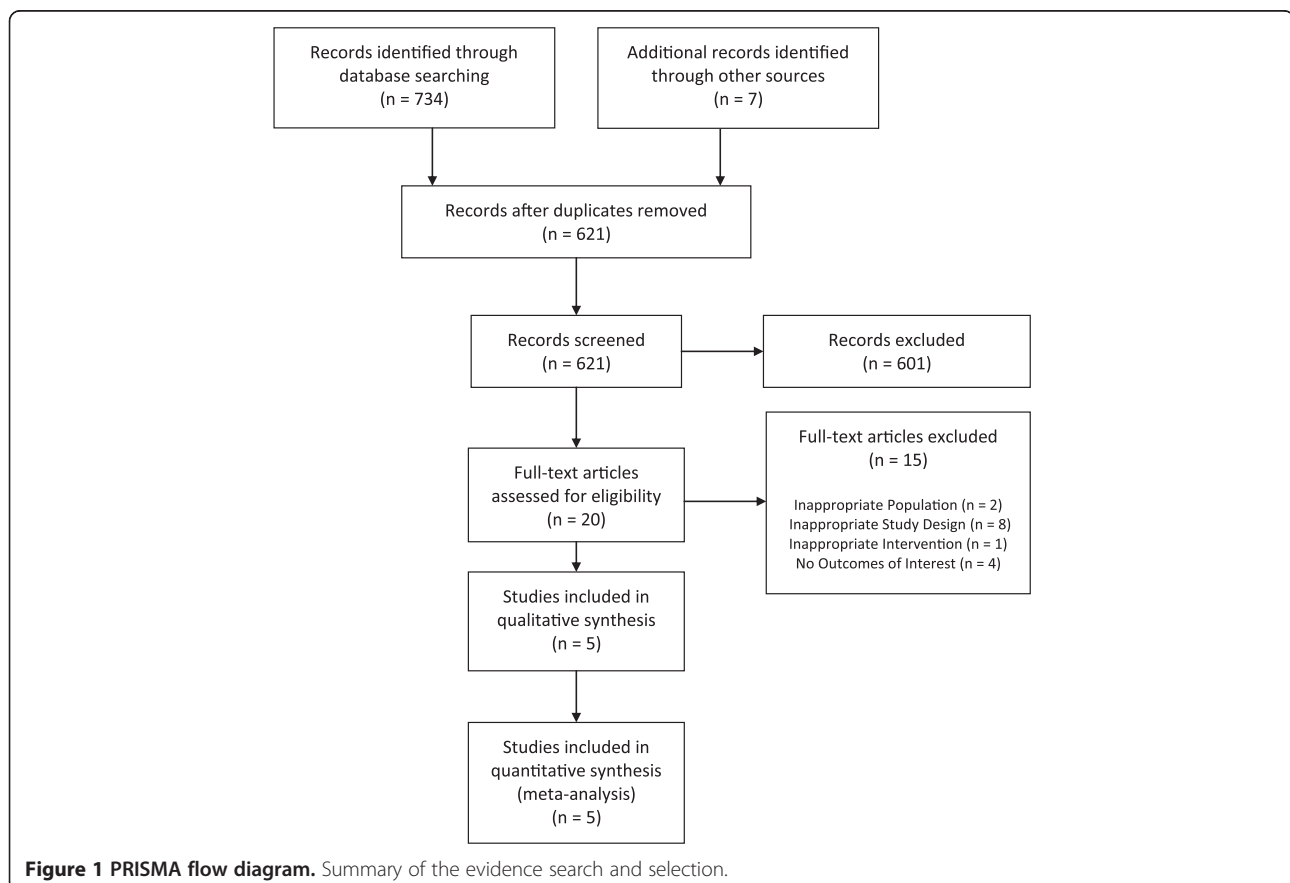 Records identified through
database searching
(n = 734)
Additional records identified
through other sources
(n = 7)
Records after duplicates removed
(n = 621)
Records screened
(n = 621)
Records excluded
(n = 601)
Full-text articles
assessed for eligibility
(n = 20)
Full-text articles excluded
(n = 15)
Inappropriate Population (n = 2)
Inappropriate Study Design (n = 8)
Inappropriate Intervention (n = 1)
No Outcomes of Interest (n = 4)
Studies included in
qualitative synthesis
(n = 5)
Studies included in
quantitative synthesis
(meta-analysis)
(n = 5)
Figure 1 PRISMA flow diagram. Summary of the evidence search and selection.